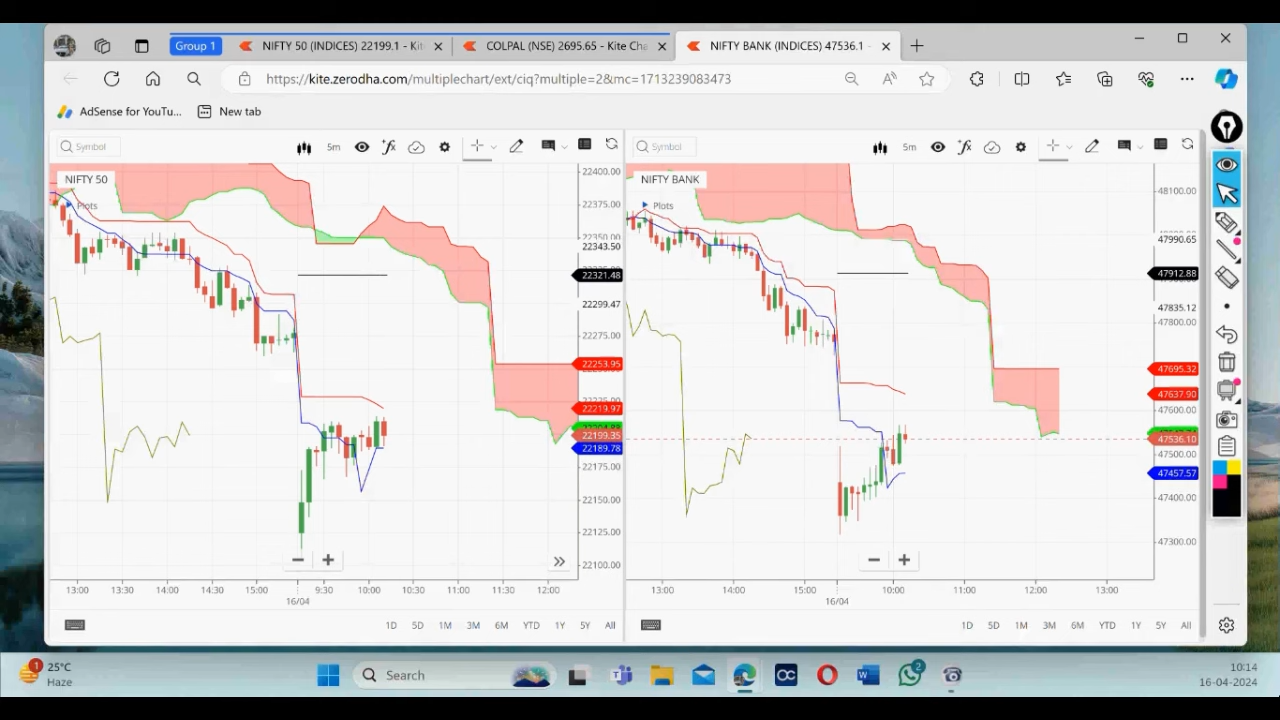 Group 1
NIFTY 50 (INDICES) 22199.1 - Kit
COLPAL (NSE) 2695.65 - Kite Cha
NIFTY BANK (INDICES) 47536.1 -
https://kite.zerodha.com/multiplechart/ext/ciq?multiple=2&mc=1713239083473
AdSense for YouTu...
New tab
Symbol
5m
NIFTY 50
Plots
22400.00
22375.00
22343.50
22321.48
22299.47
22275.00
22253.95
22219.97
22199.35
22189.78
22175.00
22150.00
22125.00
22100.00
13:00 13:30 14:00 14:30 15:00 9:30 10:00 10:30 11:00 11:30 12:00
16/04
1D 5D 1M 3M 6M YTD 1Y 5Y All
Symbol
5m
NIFTY BANK
Plots
48100.00
47990.65
47912.88
47835.12
47800.00
47695.32
47637.90
47600.00
47536.10
47500.00
47457.57
47400.00
47300.00
13:00 14:00 15:00 10:00 11:00 12:00 13:00
16/04
1D 5D 1M 3M 6M YTD 1Y 5Y All
1
25°C
Haze
Search
2
10:14
16-04-2024